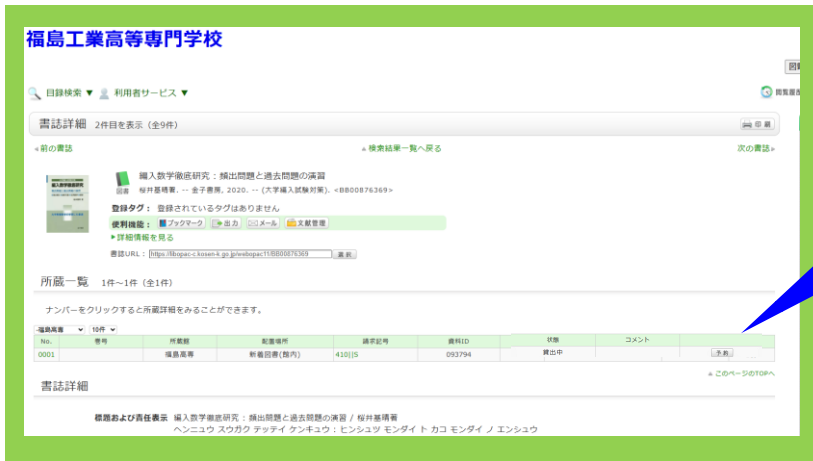 福島工業高等専門学校
目録検索 ▼ 利用者サービス ▼
書誌詳細 2件目を表示（全9件） 印刷
前の書誌 検索結果一覧へ戻る 次の書誌
編入数学徹底研究 : 頻出問題と過去問題の演習
図書 桜井基晴著. -- 金子書房, 2020. -- (大学編入試験対策). <BB00876369>
登録タグ： 登録されているタグはありません
便利機能： ブックマーク 出力 メール 文献管理
詳細情報を見る
書誌URL： https://libopac-c.kosen-k.go.jp/webopac11/BB00876369 選択
所蔵一覧 1件～1件（全1件）
ナンバーをクリックすると所蔵詳細をみることができます。
福島高専 10件
No. 巻号 所蔵館 配置場所 請求記号 資料ID 状態 コメント
0001 福島高専 新着図書(館内) 410||S 093794 貸出中 予約
このページのTOPへ
書誌詳細
標題および責任表示 編入数学徹底研究 : 頻出問題と過去問題の演習 / 桜井基晴著
ヘンニュウ スウガク テッテイ ケンキュウ : ヒンシュツ モンダイ ト カコ モンダイ ノ エンシュウ